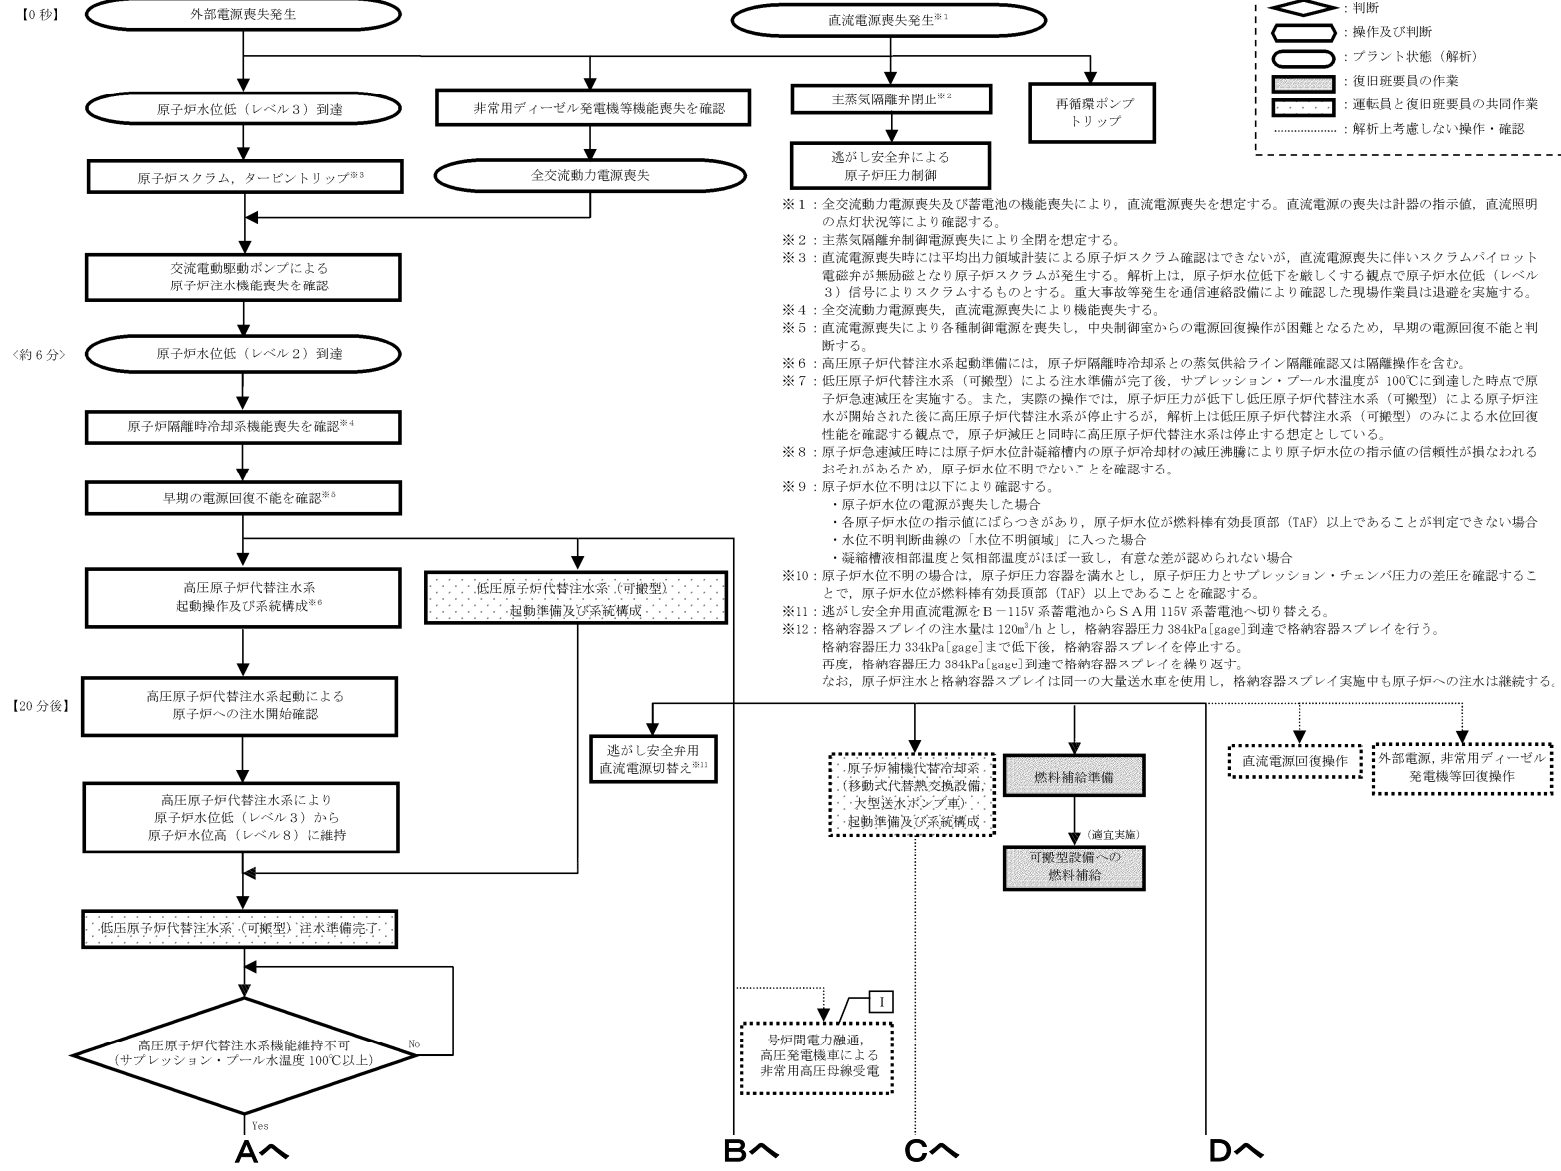 【0 秒】
外部電源喪失発生
直流電源喪失発生※1
：判断
：操作及び判断
：プラント状態（解析）
：復旧班要員の作業
：運転員と復旧班要員の共同作業
：解析上考慮しない操作・確認
原子炉水位低（レベル３）到達
非常用ディーゼル発電機等機能喪失を確認
主蒸気隔離弁閉止※2
再循環ポンプ
トリップ
原子炉スクラム，タービントリップ※3
全交流動力電源喪失
逃がし安全弁による
原子炉圧力制御
交流電動駆動ポンプによる
原子炉注水機能喪失を確認
<約６分>
原子炉水位低（レベル２）到達
原子炉隔離時冷却系機能喪失を確認※4
早期の電源回復不能を確認※5
高圧原子炉代替注水系
起動操作及び系統構成※6
低圧原子炉代替注水系（可搬型）
起動準備及び系統構成
※１：全交流動力電源喪失及び蓄電池の機能喪失により，直流電源喪失を想定する。直流電源の喪失は計器の指示値，直流照明
の点灯状況等により確認する。
※２：主蒸気隔離弁制御電源喪失により全閉を想定する。
※３：直流電源喪失時には平均出力領域計装による原子炉スクラム確認はできないが，直流電源喪失に伴いスクラムパイロット
電磁弁が無励磁となり原子炉スクラムが発生する。解析上は，原子炉水位低下を厳しくする観点で原子炉水位低（レベル
３）信号によりスクラムするものとする。重大事故等発生を通信連絡設備により確認した現場作業員は退避を実施する。
※４：全交流動力電源喪失，直流電源喪失により機能喪失する。
※５：直流電源喪失により各種制御電源を喪失し，中央制御室からの電源回復操作が困難となるため，早期の電源回復不能と判
断する。
※６：高圧原子炉代替注水系起動準備には，原子炉隔離時冷却系との蒸気供給ライン隔離確認又は隔離操作を含む。
※７：低圧原子炉代替注水系（可搬型）による注水準備が完了後，サプレッション・プール水温度が 100℃に到達した時点で原
子炉急速減圧を実施する。また，実際の操作では，原子炉圧力が低下し低圧原子炉代替注水系（可搬型）による原子炉注
水が開始された後に高圧原子炉代替注水系が停止するが，解析上は低圧原子炉代替注水系（可搬型）のみによる水位回復
性能を確認する観点で，原子炉減圧と同時に高圧原子炉代替注水系は停止する想定としている。
※８：原子炉急速減圧時には原子炉水位計凝縮槽内の原子炉冷却材の減圧沸騰により原子炉水位の指示値の信頼性が損なわれる
おそれがあるため，原子炉水位不明でないことを確認する。
※９：原子炉水位不明は以下により確認する。
・原子炉水位の電源が喪失した場合
・各原子炉水位の指示値にばらつきがあり，原子炉水位が燃料棒有効長頂部（TAF）以上であることが判定できない場合
・水位不明判断曲線の「水位不明領域」に入った場合
・凝縮槽液相部温度と気相部温度がほぼ一致し，有意な差が認められない場合
※10：原子炉水位不明の場合は，原子炉圧力容器を満水とし，原子炉圧力とサプレッション・チェンバ圧力の差圧を確認するこ
とで，原子炉水位が燃料棒有効長頂部（TAF）以上であることを確認する。
※11：逃がし安全弁用直流電源をＢ－115V 系蓄電池からＳＡ用 115V 系蓄電池へ切り替える。
※12：格納容器スプレイの注水量は 120m³/h とし，格納容器圧力 384kPa[gage]到達で格納容器スプレイを行う。
格納容器圧力 334kPa[gage]まで低下後，格納容器スプレイを停止する。
再度，格納容器圧力 384kPa[gage]到達で格納容器スプレイを繰り返す。
なお，原子炉注水と格納容器スプレイは同一の大量送水車を使用し，格納容器スプレイ実施中も原子炉への注水は継続する。
【20 分後】
高圧原子炉代替注水系起動による
原子炉への注水開始確認
逃がし安全弁用
直流電源切替え※11
原子炉補機代替冷却系
（移動式代替熱交換設備，
大型送水ポンプ車）
起動準備及び系統構成
燃料補給準備
直流電源回復操作
外部電源，非常用ディーゼル
発電機等回復操作
（適宜実施）
可搬型設備への
燃料補給
高圧原子炉代替注水系により
原子炉水位低（レベル３）から
原子炉水位高（レベル８）に維持
低圧原子炉代替注水系（可搬型）注水準備完了
高圧原子炉代替注水系機能維持不可
（サプレッション・プール水温度 100℃以上）
No
Yes
I
号炉間電力融通，
高圧発電機車による
非常用高圧母線受電
Aへ
Bへ
Cへ
Dへ